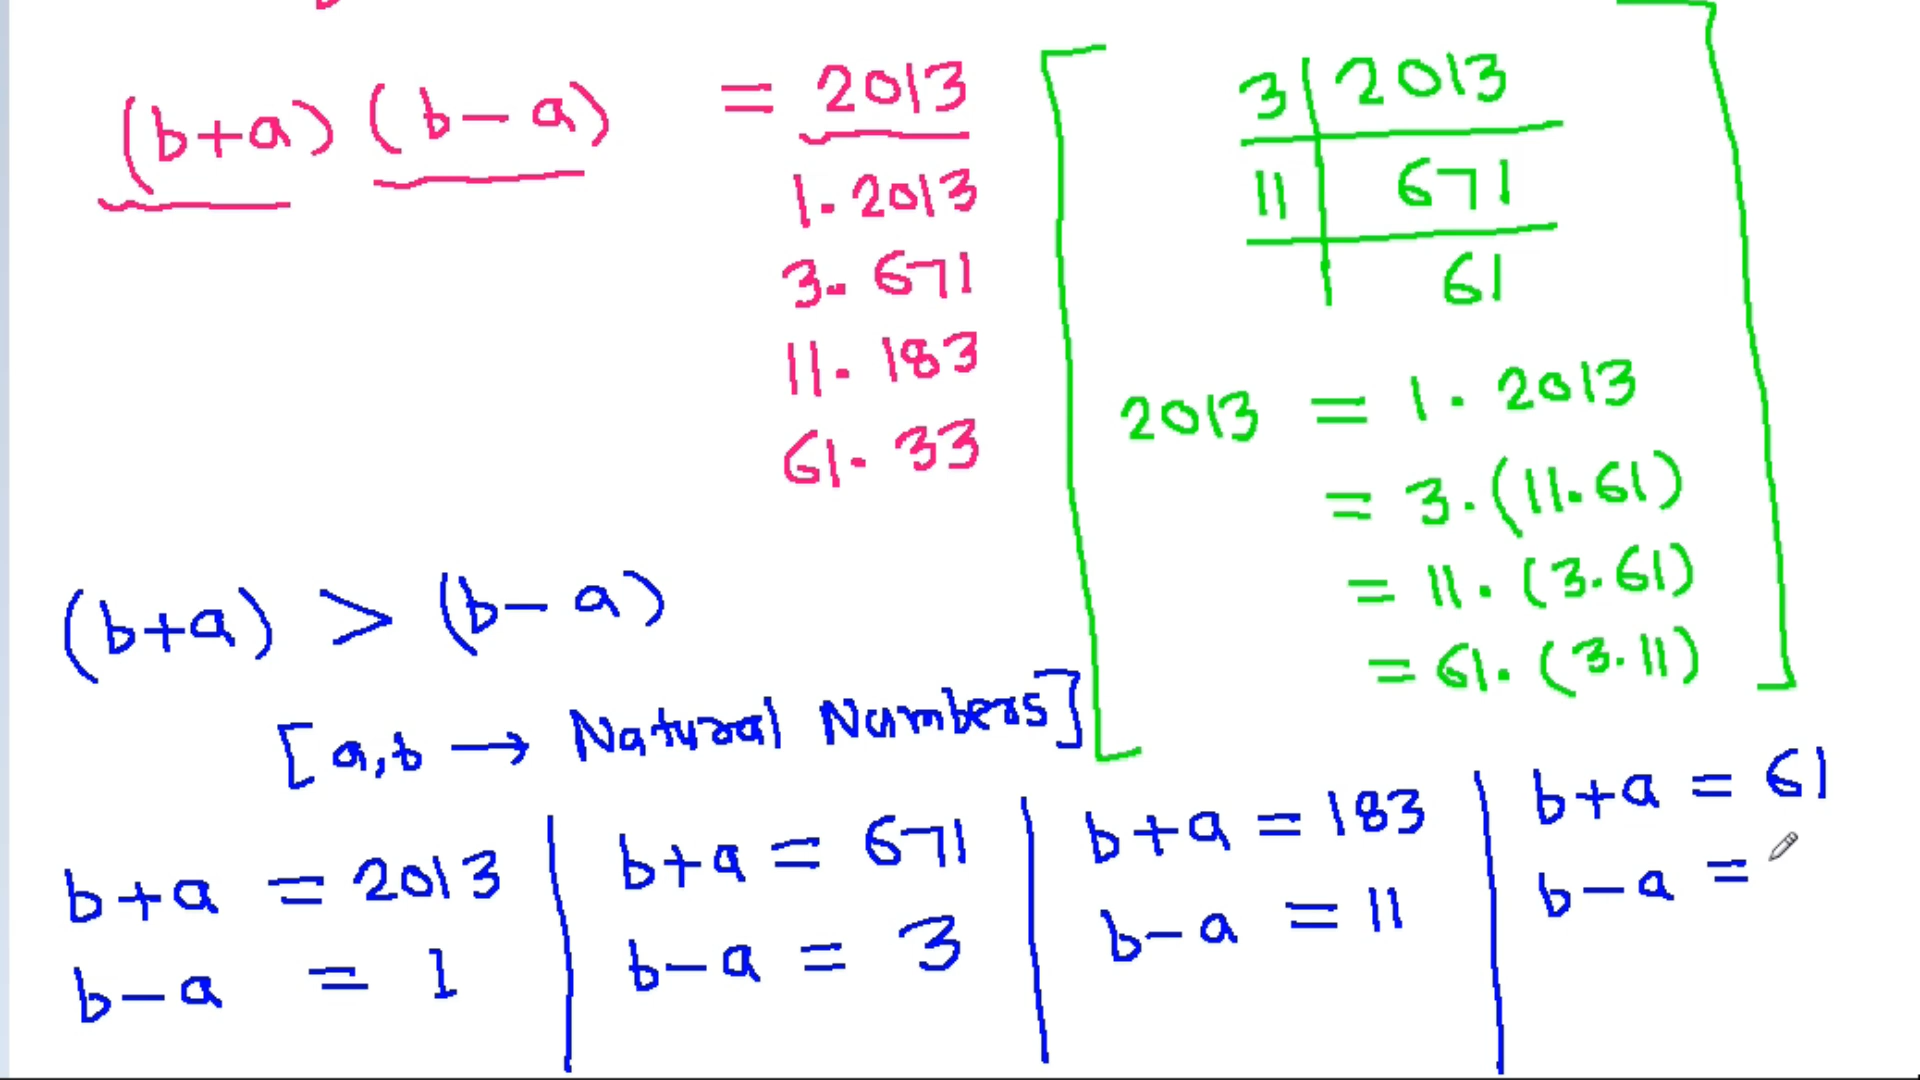 (b+a) (b-a) = 2013
1. 2013
3. 671
11. 183
61. 33
3 | 2013
11 | 671
61
2013 = 1. 2013
= 3. (11.61)
= 11. (3.61)
= 61. (3.11)
(b+a) > (b-a)
[a,b → Natural Numbers]
b+a = 2013
b-a = 1
b+a = 671
b-a = 3
b+a = 183
b-a = 11
b+a = 61
b-a =